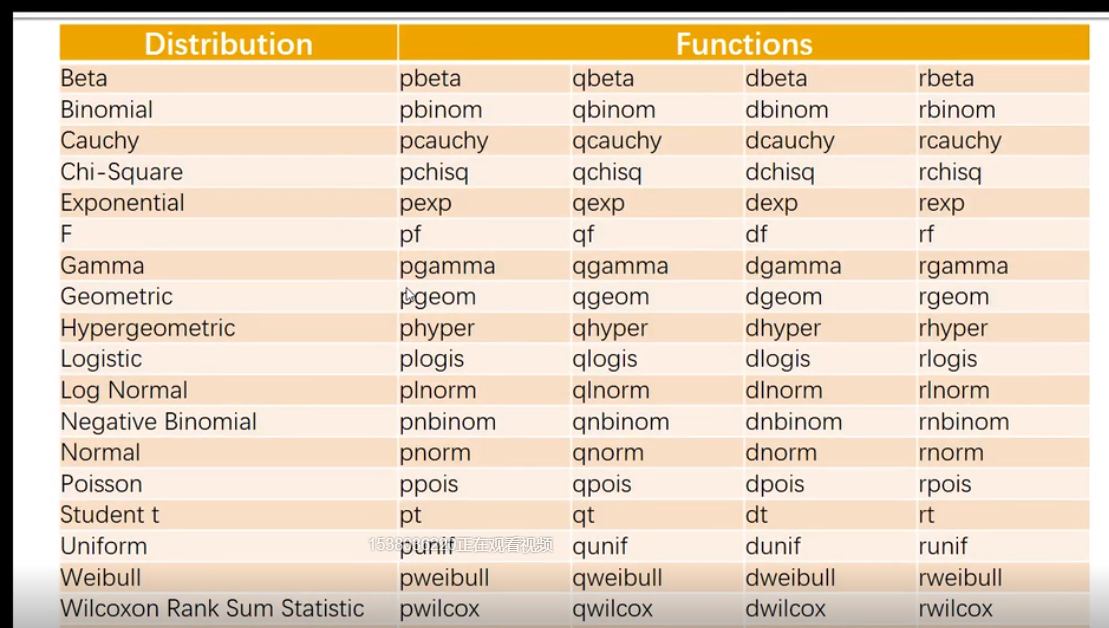 Distribution Functions
Beta pbeta qbeta dbeta rbeta
Binomial pbinom qbinom dbinom rbinom
Cauchy pcauchy qcauchy dcauchy rcauchy
Chi-Square pchisq qchisq dchisq rchisq
Exponential pexp qexp dexp rexp
F pf qf df rf
Gamma pgamma qgamma dgamma rgamma
Geometric pgeom qgeom dgeom rgeom
Hypergeometric phyper qhyper dhyper rhyper
Logistic plogis qlogis dlogis rlogis
Log Normal plnorm qlnorm dlnorm rlnorm
Negative Binomial pnbinom qnbinom dnbinom rnbinom
Normal pnorm qnorm dnorm rnorm
Poisson ppois qpois dpois rpois
Student t pt qt dt rt
Uniform punif qunif dunif runif
正在观看视频
Weibull pweibull qweibull dweibull rweibull
Wilcoxon Rank Sum Statistic pwilcox qwilcox dwilcox rwilcox